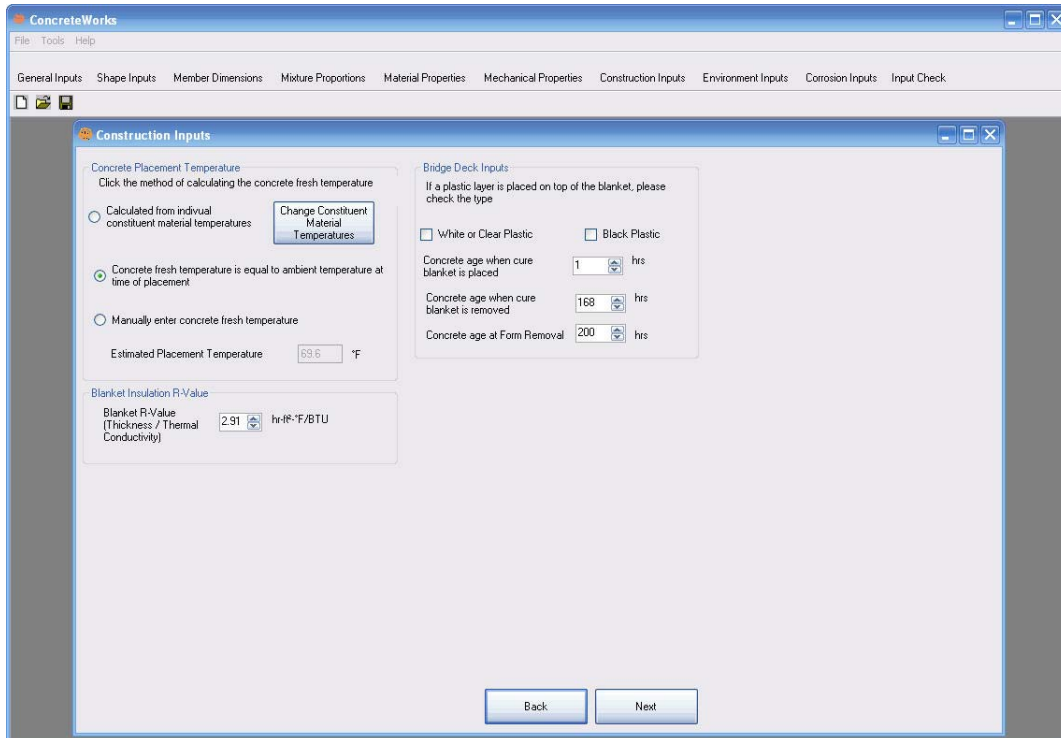 ConcreteWorks
File Tools Help
General Inputs Shape Inputs Member Dimensions Mixture Proportions Material Properties Mechanical Properties Construction Inputs Environment Inputs Corrosion Inputs Input Check
Construction Inputs
Concrete Placement Temperature
Click the method of calculating the concrete fresh temperature
Calculated from indivual
constituent material temperatures
Change Constituent
Material
Temperatures
Concrete fresh temperature is equal to ambient temperature at
time of placement
Manually enter concrete fresh temperature
Estimated Placement Temperature 69.6 °F
Blanket Insulation R-Value
Blanket R-Value
(Thickness / Thermal
Conductivity)
2.91 hr-ft²-°F/BTU
Bridge Deck Inputs
If a plastic layer is placed on top of the blanket, please
check the type
White or Clear Plastic Black Plastic
Concrete age when cure
blanket is placed
1 hrs
Concrete age when cure
blanket is removed
168 hrs
Concrete age at Form Removal 200 hrs
Back Next